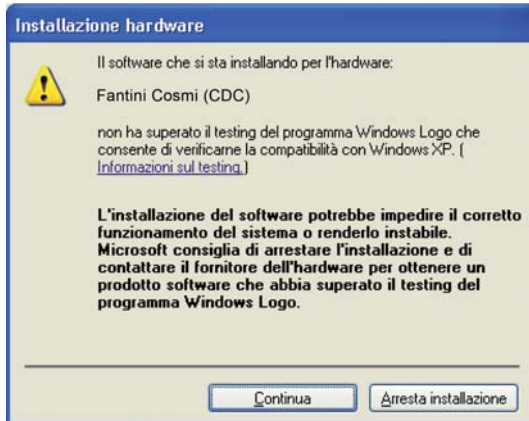 Installazione hardware
Il software che si sta installando per l'hardware:
Fantini Cosmi (CDC)
non ha superato il testing del programma Windows Logo che
consente di verificarne la compatibilità con Windows XP. (
Informazioni sul testing.)
L'installazione del software potrebbe impedire il corretto
funzionamento del sistema o renderlo instabile.
Microsoft consiglia di arrestare l'installazione e di
contattare il fornitore dell'hardware per ottenere un
prodotto software che abbia superato il testing del
programma Windows Logo.
Continua
Arresta installazione